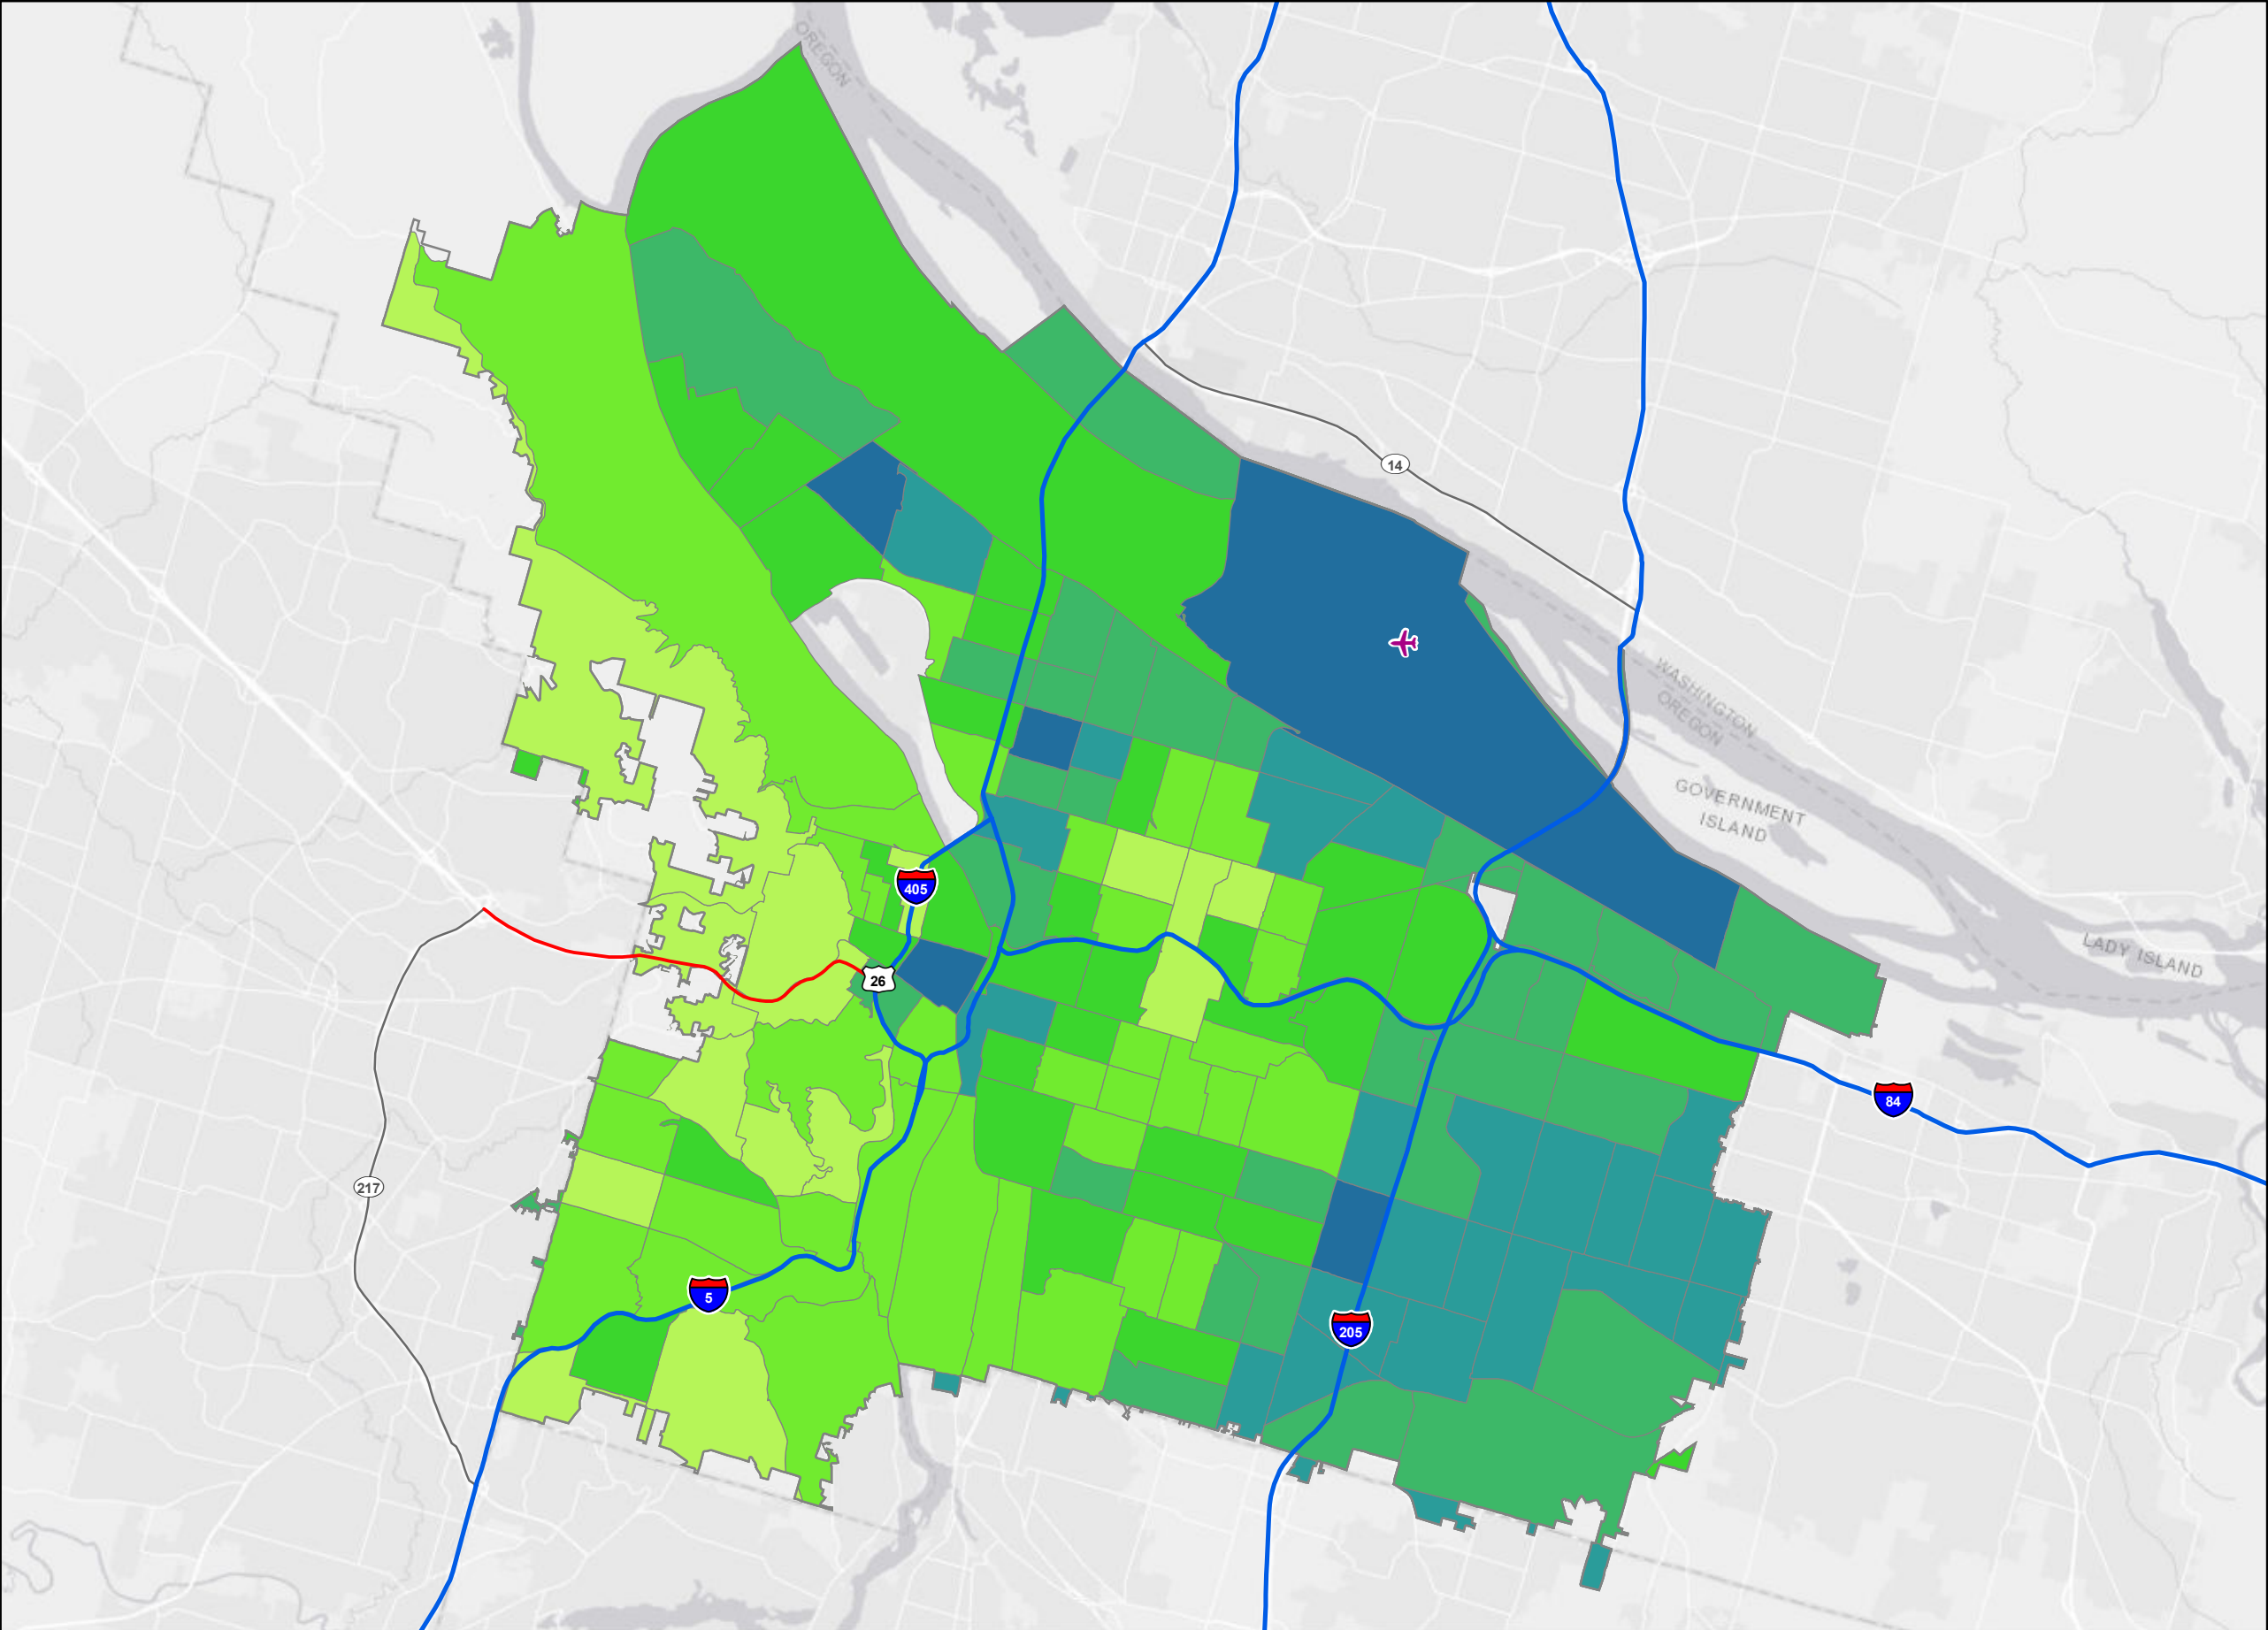 OREGON
14
WASHINGTON
OREGON
GOVERNMENT
ISLAND
405
LADY ISLAND
26
84
217
5
205